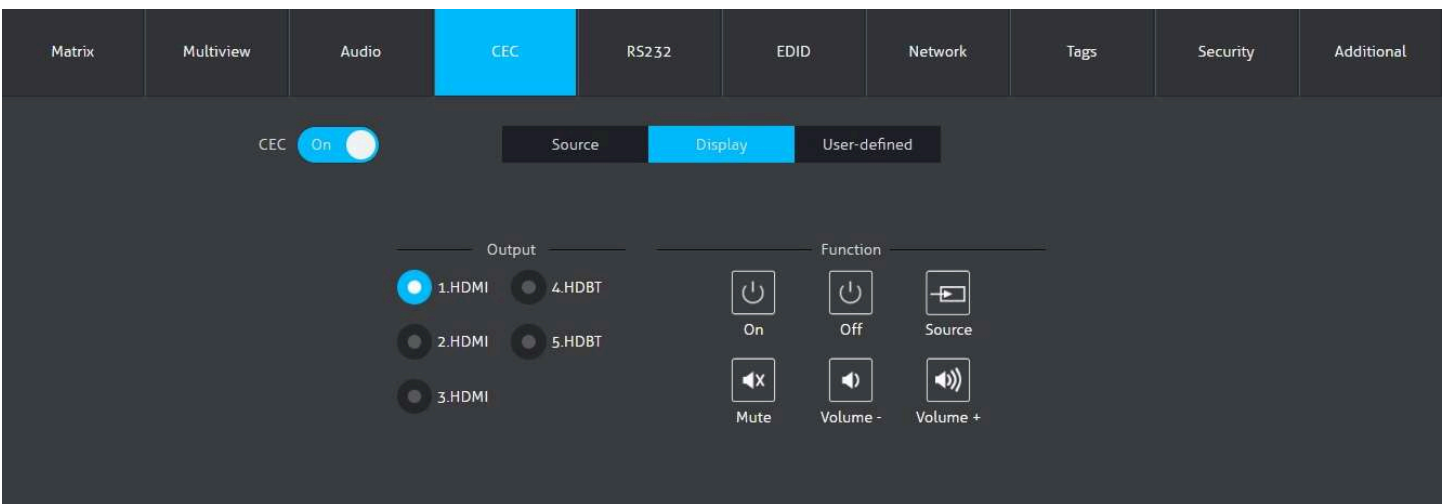 Matrix Multiview Audio CEC RS232 EDID Network Tags Security Additional
CEC On Source Display User-defined
Output Function
1.HDMI 4.HDBT
On Off Source
2.HDMI 5.HDBT
3.HDMI
Mute Volume - Volume +